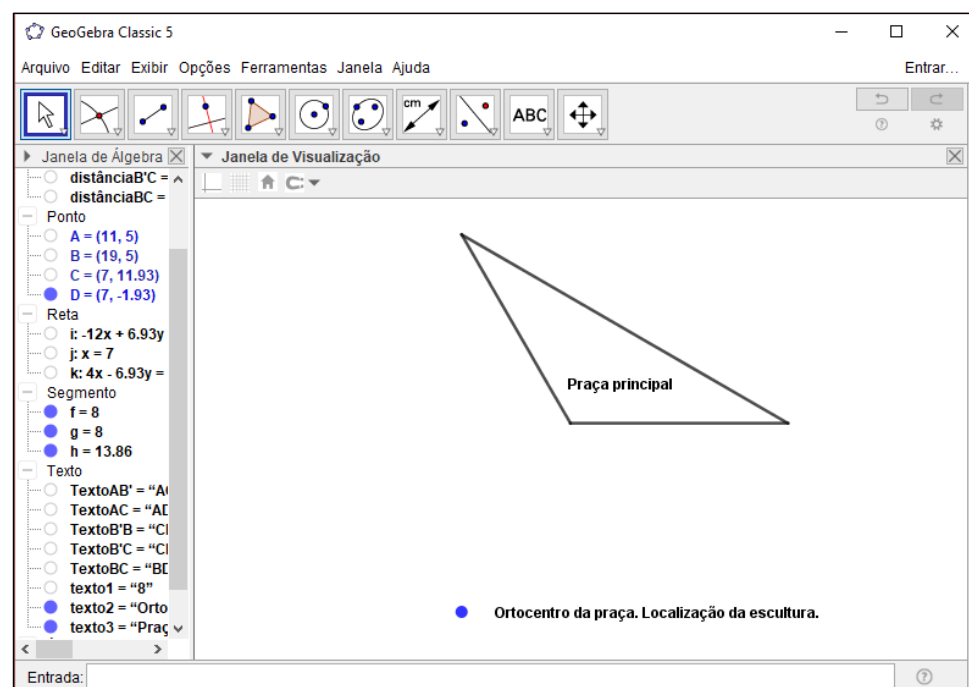 GeoGebra Classic 5
Arquivo Editar Exibir Opções Ferramentas Janela Ajuda
Entrar...
cm
ABC
Janela de Álgebra
Janela de Visualização
distânciaB'C =
distânciaBC =
Ponto
A = (11, 5)
B = (19, 5)
C = (7, 11.93)
D = (7, -1.93)
Reta
i: -12x + 6.93y
j: x = 7
k: 4x - 6.93y =
Segmento
f = 8
g = 8
h = 13.86
Texto
TextoAB' = “A
TextoAC = “AD
TextoB'B = “C
TextoB'C = “C
TextoBC = “BD
texto1 = “8”
texto2 = “Orto
texto3 = “Praç
Praça principal
Ortocentro da praça. Localização da escultura.
Entrada: